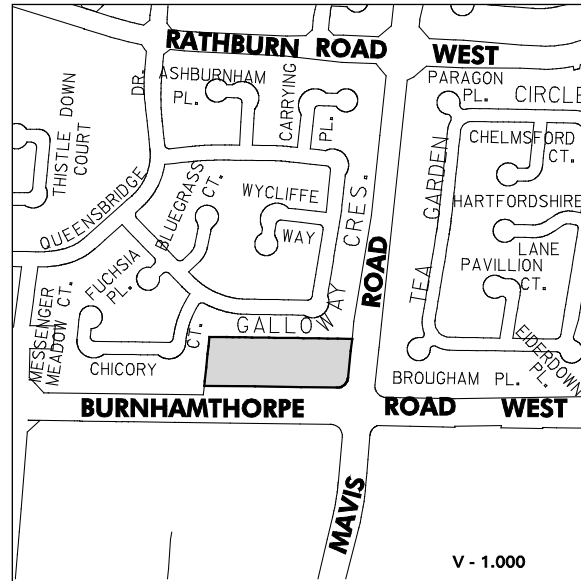 RATHBURN ROAD WEST
ASHBURNHAM
PL.
CARRYING
PL.
DR.
PARAGON
PL.
CIRCLE
THISTLE DOWN
COURT
CHELMSFORD
CT.
QUEENSBRIDGE
BLUEGRASS
CT.
WYCLIFFE
WAY
CRES.
GARDEN
TEA
HARTFORDSHIRE
LANE
PAVILLION
CT.
ROAD
FUCHSIA
PL.
MESSENGER
MEADOW CT.
GALLOWAY
CT.
CHICORY
EIDERDOWN
PL.
BROUGHAM PL.
BURNHAMTHORPE ROAD WEST
MAVIS
V - 1.000